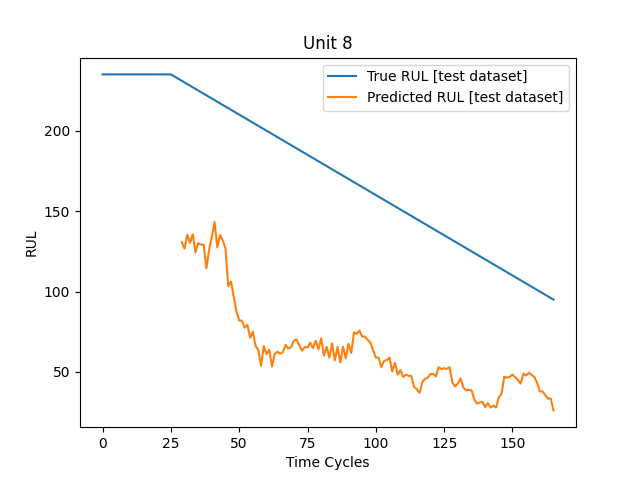 Unit 8
True RUL [test dataset]
Predicted RUL [test dataset]
200
150
100
50
RUL
0
25
50
75
100
125
150
Time Cycles